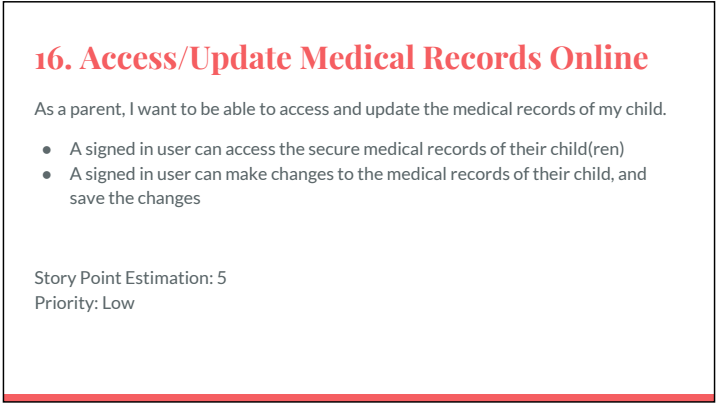 16. Access/Update Medical Records Online
As a parent, I want to be able to access and update the medical records of my child.
● A signed in user can access the secure medical records of their child(ren)
● A signed in user can make changes to the medical records of their child, and
save the changes
Story Point Estimation: 5
Priority: Low